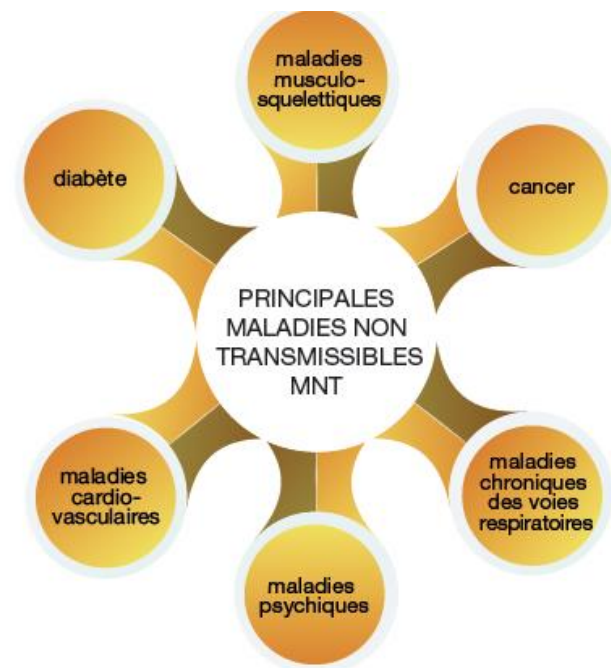 maladies
musculo-
squelettiques
diabète
cancer
PRINCIPALES
MALADIES NON
TRANSMISSIBLES
MNT
maladies
cardio-
vasculaires
maladies
chroniques
des voies
respiratoires
maladies
psychiques